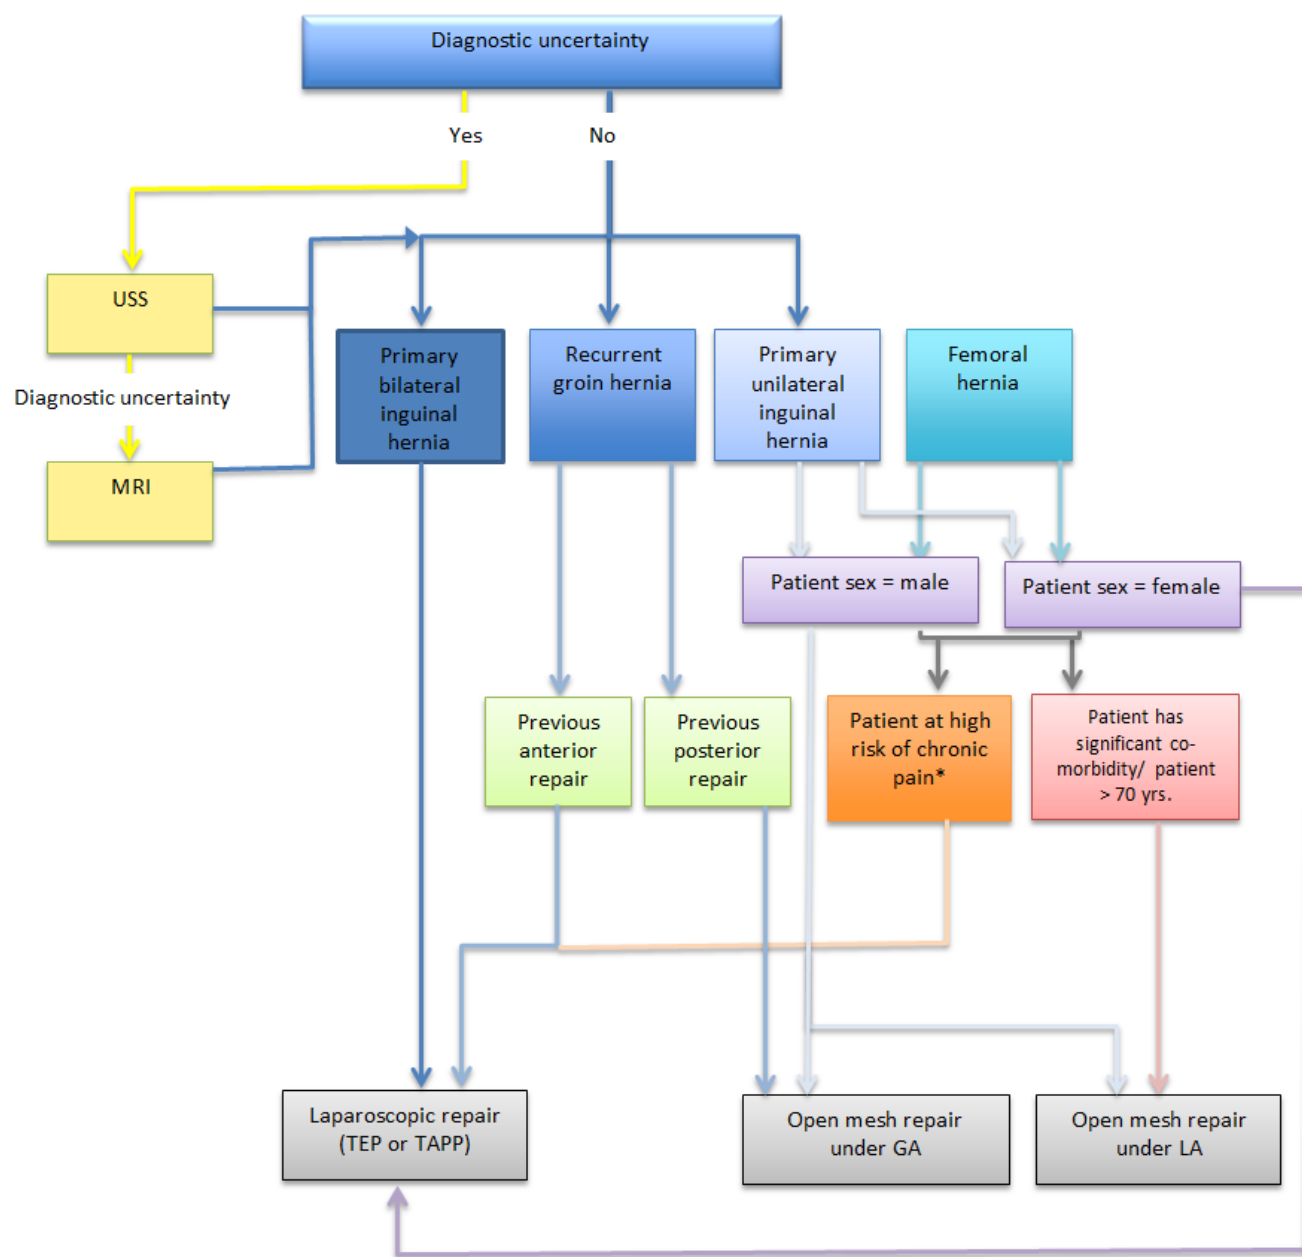 Diagnostic uncertainty
Yes
No
USS
Diagnostic uncertainty
MRI
Primary
bilateral
inguinal
hernia
Recurrent
groin hernia
Primary
unilateral
inguinal
hernia
Femoral
hernia
Patient sex = male
Patient sex = female
Previous
anterior
repair
Previous
posterior
repair
Patient at high
risk of chronic
pain*
Patient has
significant co-
morbidity/ patient
> 70 yrs.
Laparoscopic repair
(TEP or TAPP)
Open mesh repair
under GA
Open mesh repair
under LA